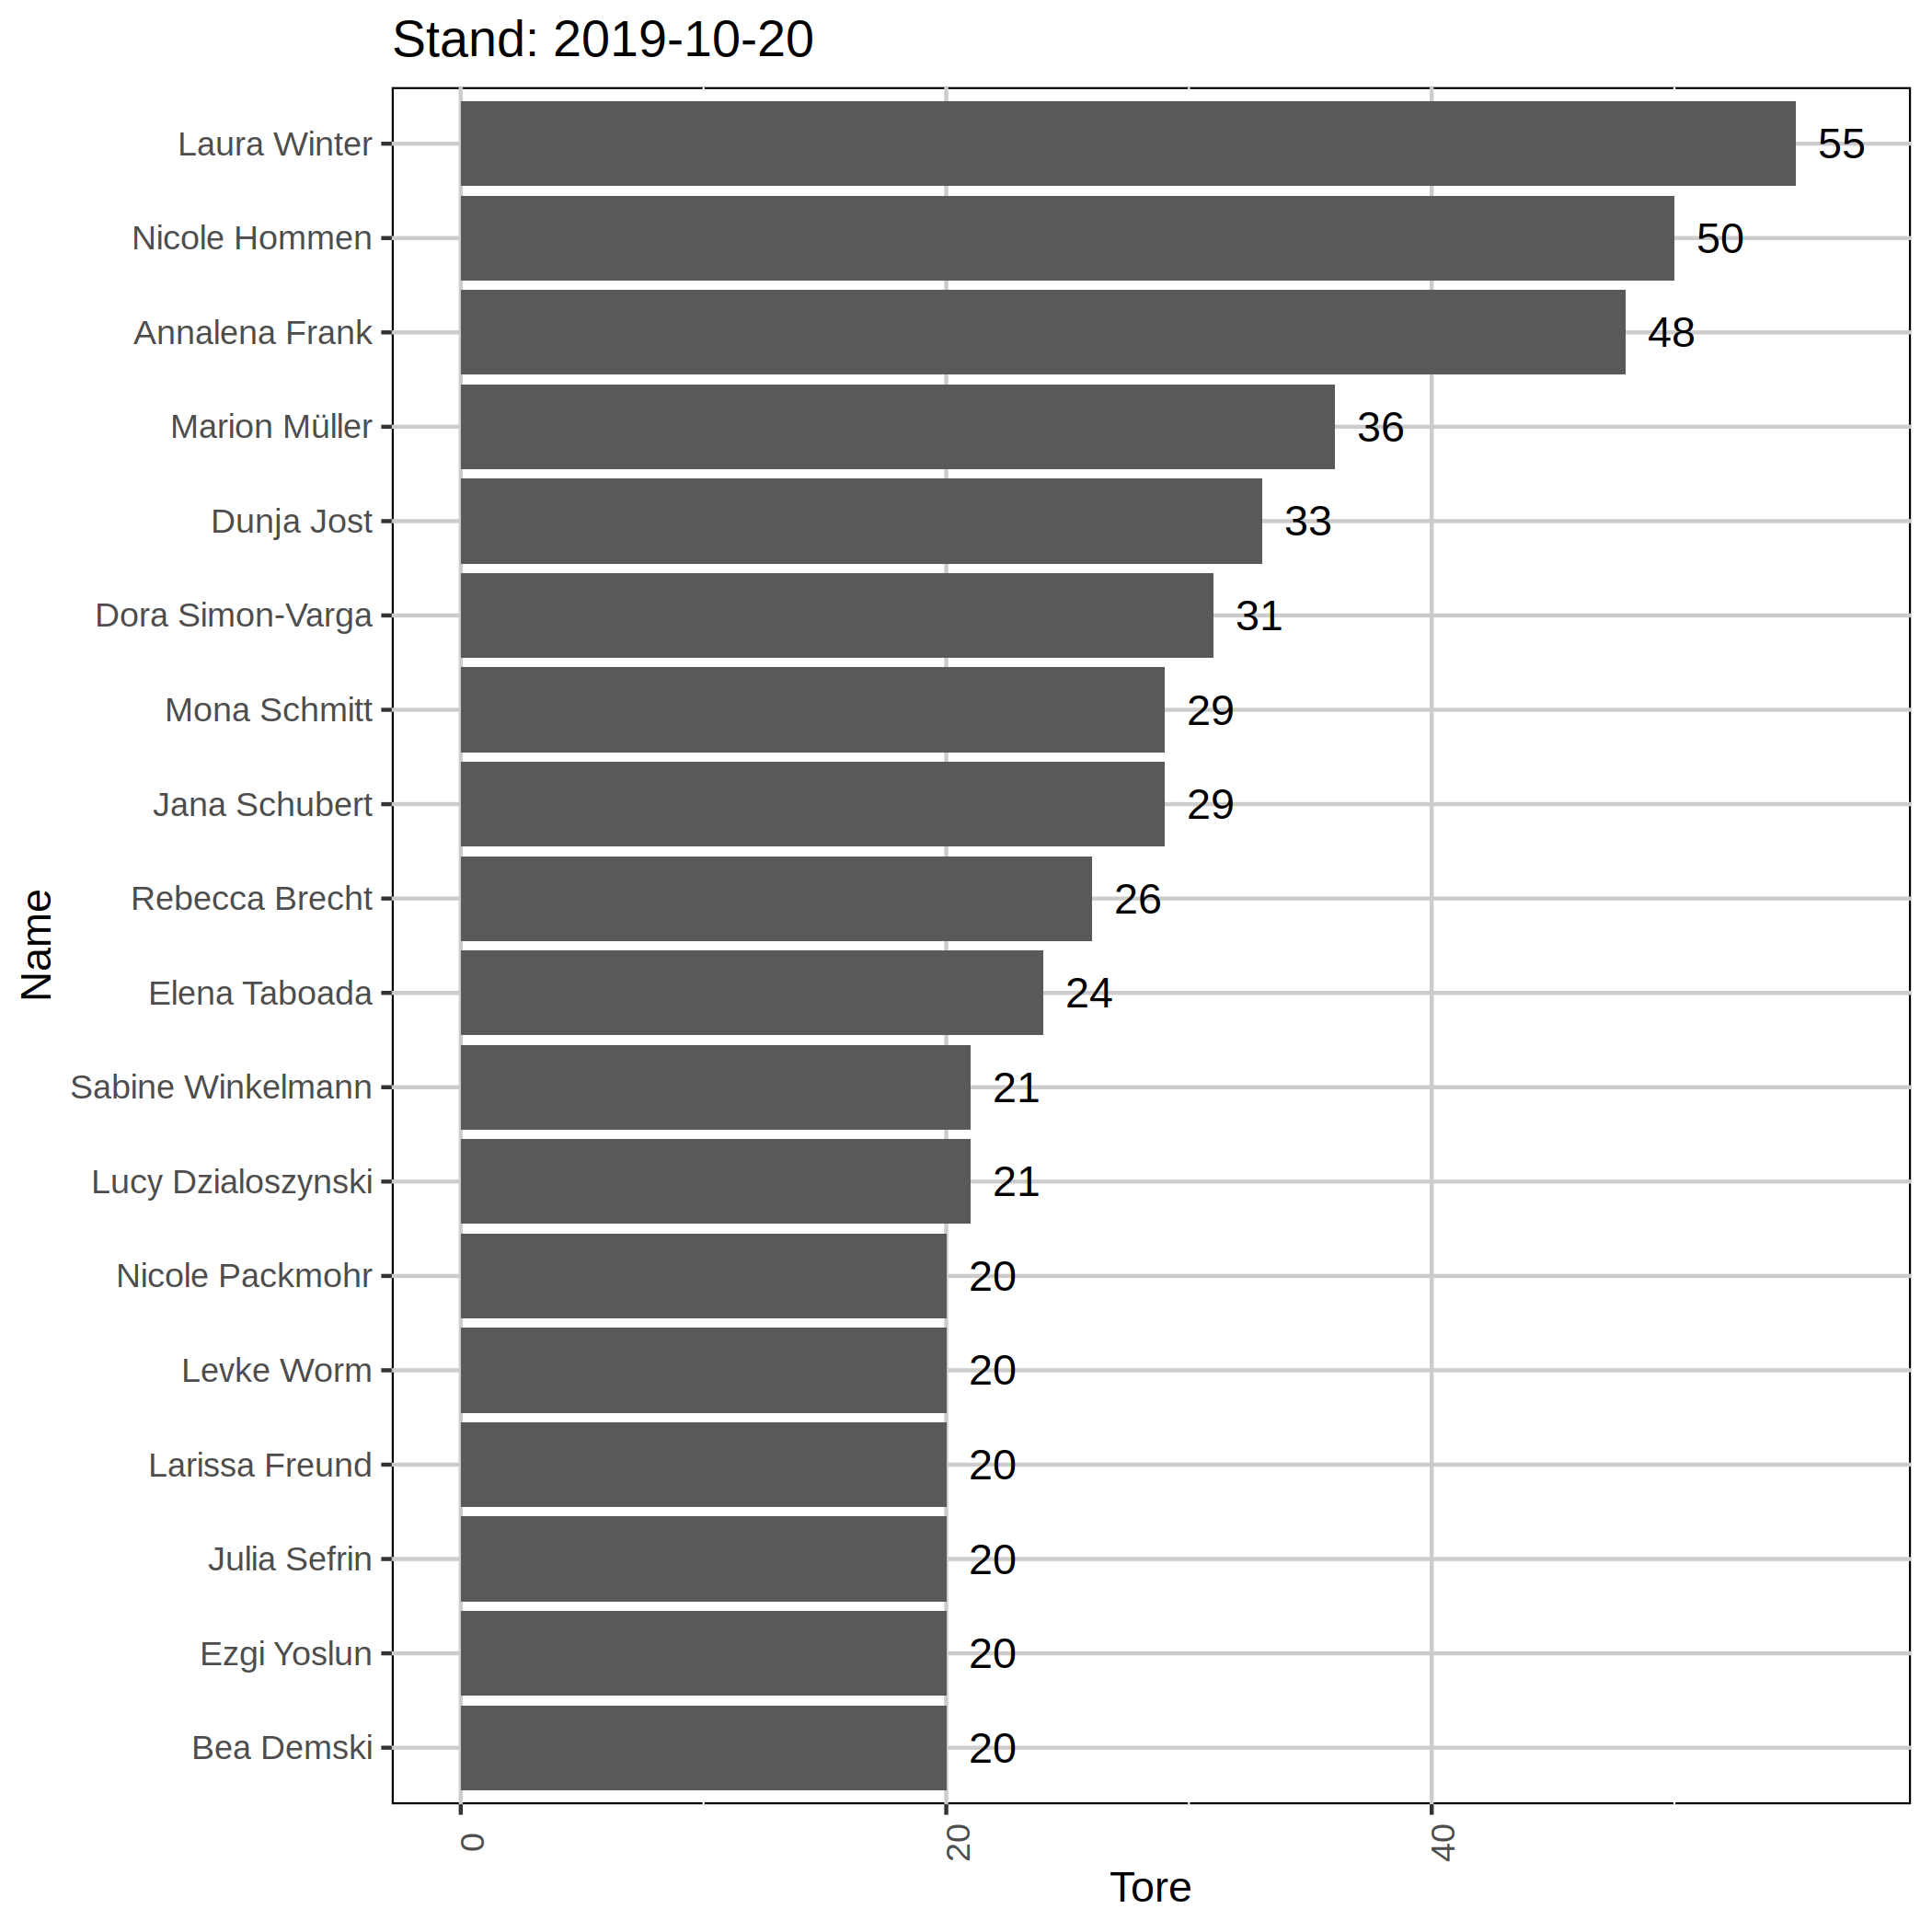 Stand: 2019-10-20
Name
Laura Winter 55
Nicole Hommen 50
Annalena Frank 48
Marion Müller 36
Dunja Jost 33
Dora Simon-Varga 31
Mona Schmitt 29
Jana Schubert 29
Rebecca Brecht 26
Elena Taboada 24
Sabine Winkelmann 21
Lucy Dzialoszynski 21
Nicole Packmohr 20
Levke Worm 20
Larissa Freund 20
Julia Sefrin 20
Ezgi Yoslun 20
Bea Demski 20
0 20 40
Tore